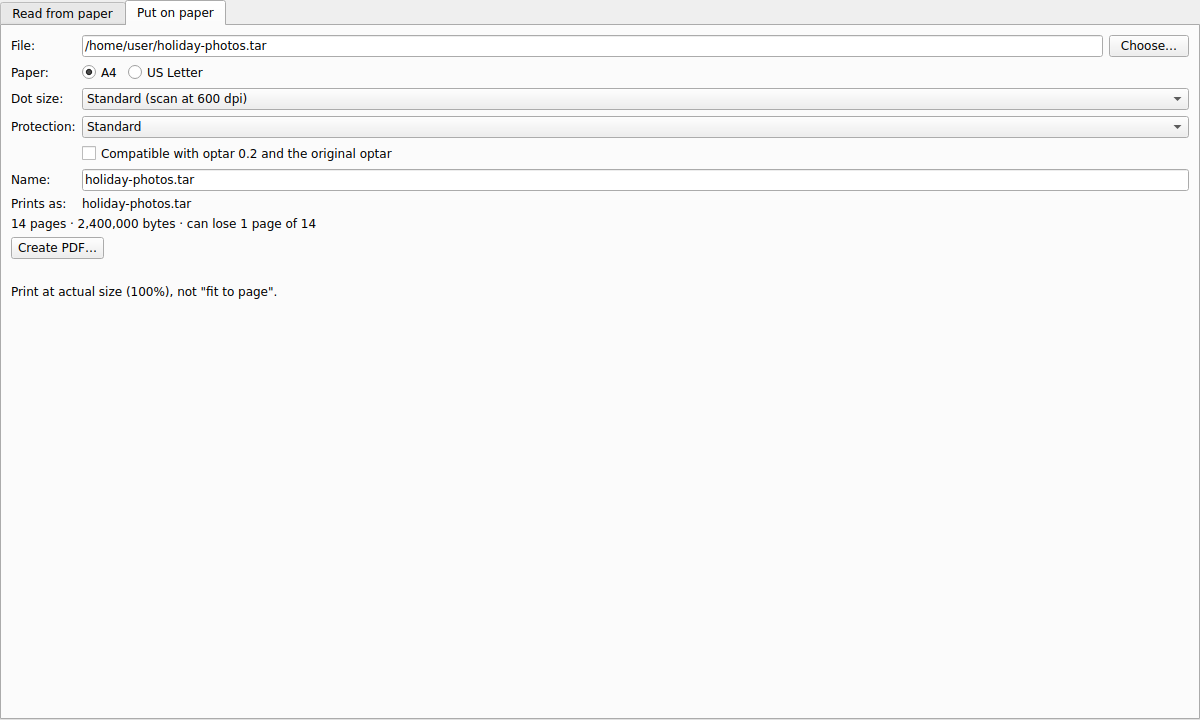 Read from paper
Put on paper
File: /home/user/holiday-photos.tar Choose...
Paper: A4 US Letter
Dot size: Standard (scan at 600 dpi)
Protection: Standard
Compatible with optar 0.2 and the original optar
Name: holiday-photos.tar
Prints as: holiday-photos.tar
14 pages · 2,400,000 bytes · can lose 1 page of 14
Create PDF...
Print at actual size (100%), not "fit to page".